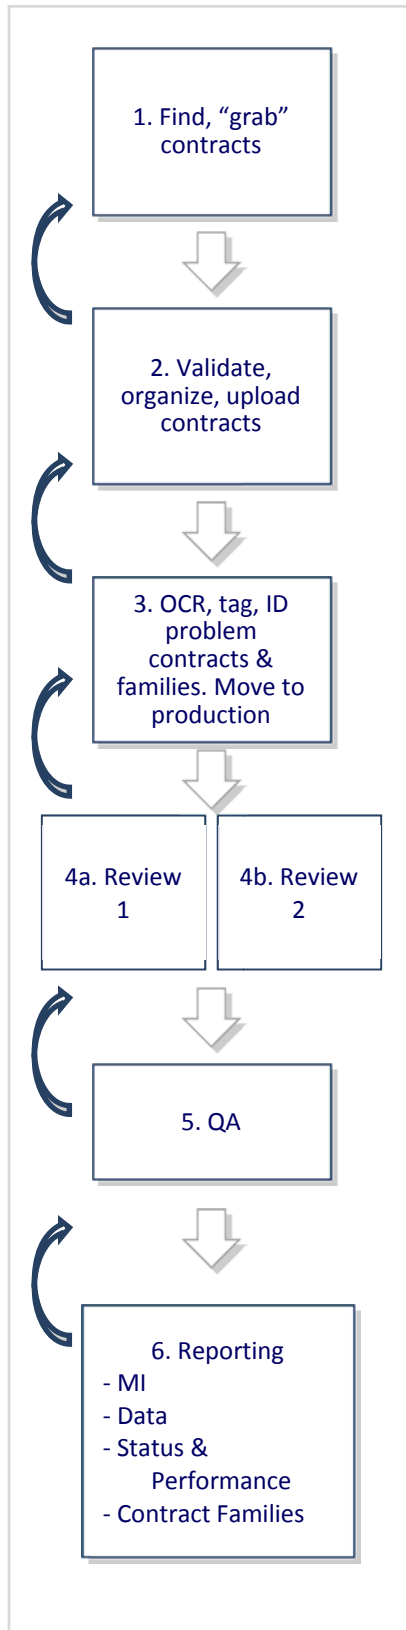 1. Find, “grab”
contracts
2. Validate,
organize, upload
contracts
3. OCR, tag, ID
problem
contracts &
families. Move to
production
4a. Review
1
4b. Review
2
5. QA
6. Reporting
- MI
- Data
- Status &
Performance
- Contract Families